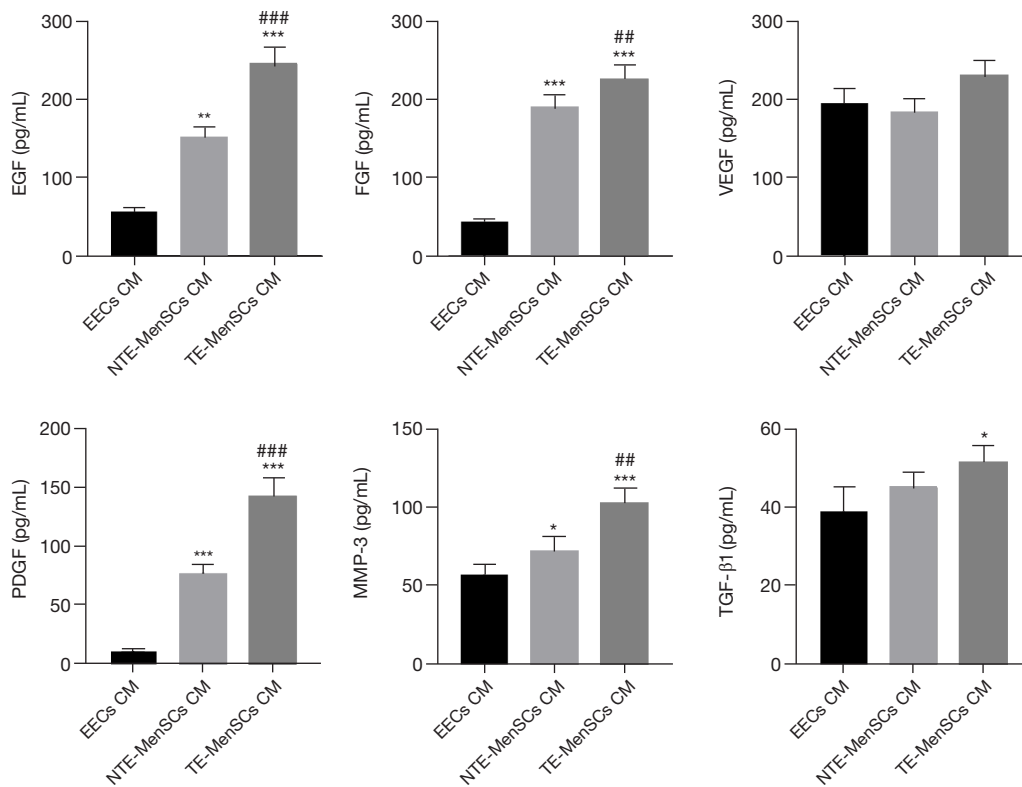 EGF (pg/mL)
300
200
100
0
###
***
**
EECs CM
NTE-MenSCs CM
TE-MenSCs CM
FGF (pg/mL)
300
200
100
0
##
***
***
EECs CM
NTE-MenSCs CM
TE-MenSCs CM
VEGF (pg/mL)
300
200
100
0
EECs CM
NTE-MenSCs CM
TE-MenSCs CM
PDGF (pg/mL)
200
150
100
50
0
###
***
***
EECs CM
NTE-MenSCs CM
TE-MenSCs CM
MMP-3 (pg/mL)
150
100
50
0
##
***
*
EECs CM
NTE-MenSCs CM
TE-MenSCs CM
TGF-β1 (pg/mL)
60
40
20
0
*
EECs CM
NTE-MenSCs CM
TE-MenSCs CM